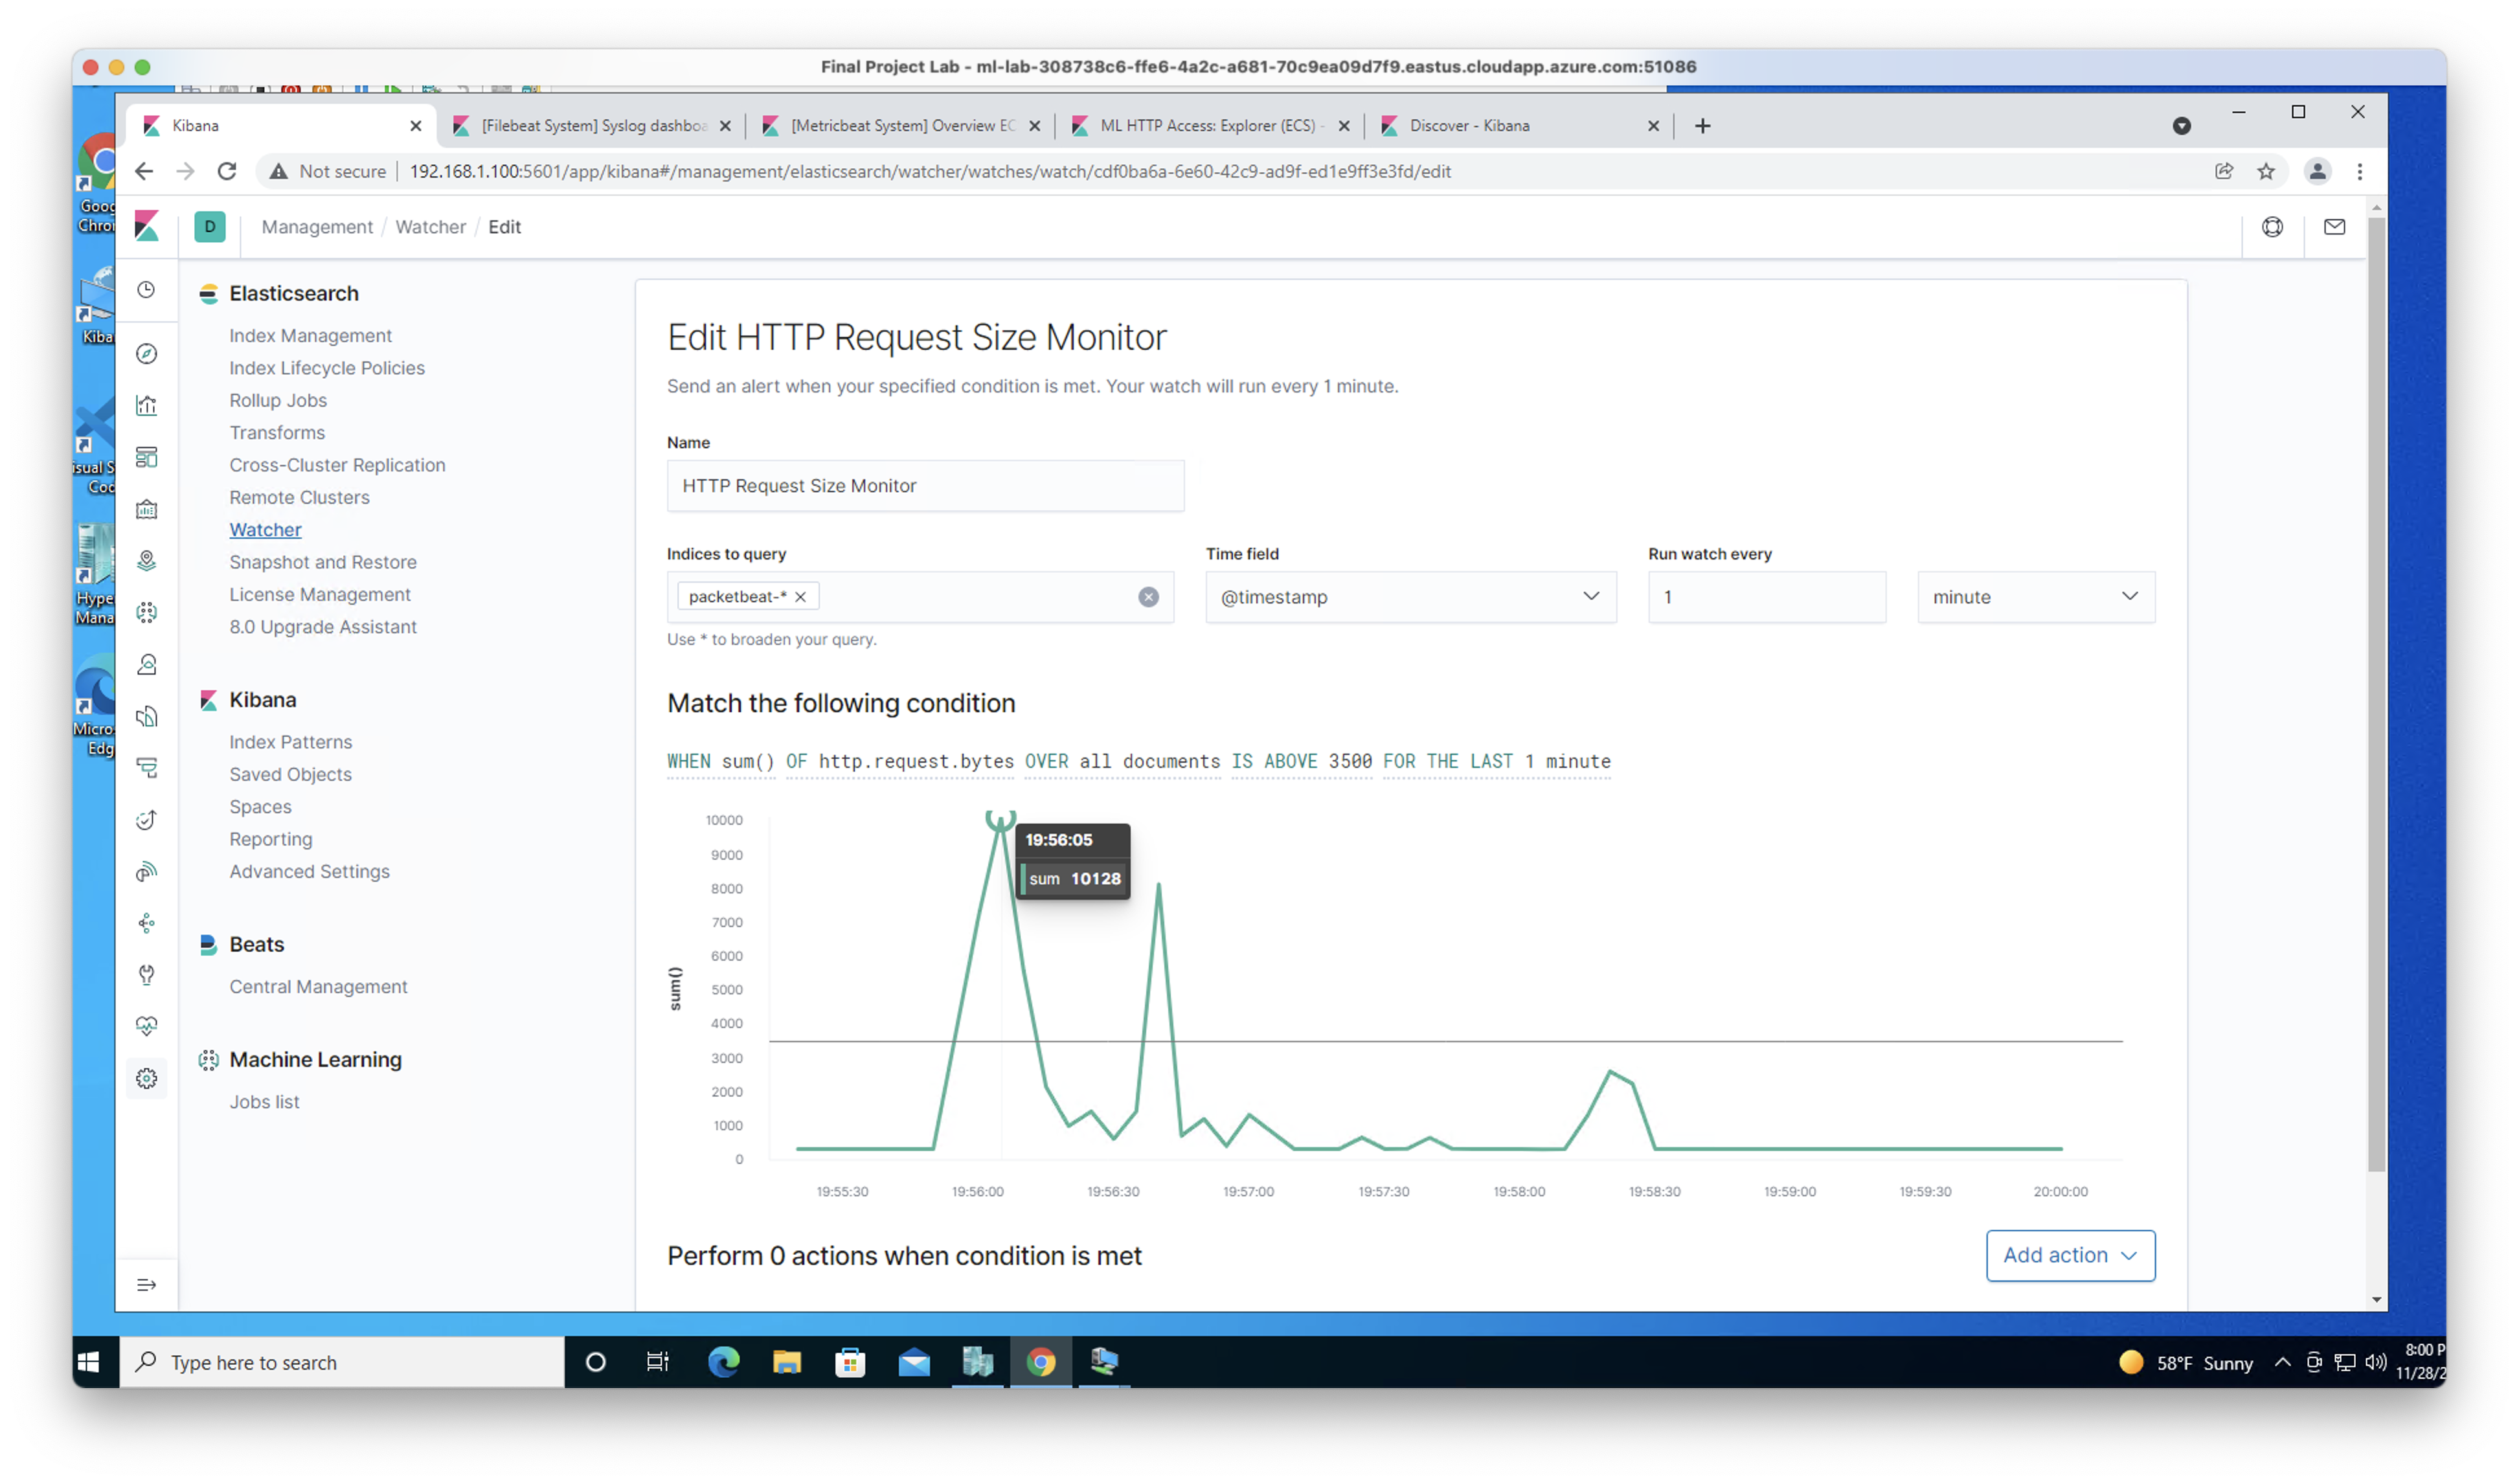 Final Project Lab - ml-lab-308738c6-ffe6-4a2c-a681-70c9ea09d7f9.eastus.cloudapp.azure.com:51086
Kibana
[Filebeat System] Syslog dashboa
[Metricbeat System] Overview EC
ML HTTP Access: Explorer (ECS) -
Discover - Kibana
Not secure
192.168.1.100:5601/app/kibana#/management/elasticsearch/watcher/watches/watch/cdf0ba6a-6e60-42c9-ad9f-ed1e9ff3e3fd/edit
Goog
Chro
Kiba
isual S
Cod
Hype
Mana
Micro
Edg
D
Management / Watcher / Edit
Elasticsearch
Index Management
Index Lifecycle Policies
Rollup Jobs
Transforms
Cross-Cluster Replication
Remote Clusters
Watcher
Snapshot and Restore
License Management
8.0 Upgrade Assistant
Kibana
Index Patterns
Saved Objects
Spaces
Reporting
Advanced Settings
Beats
Central Management
Machine Learning
Jobs list
Edit HTTP Request Size Monitor
Send an alert when your specified condition is met. Your watch will run every 1 minute.
Name
HTTP Request Size Monitor
Indices to query
packetbeat-*
Use * to broaden your query.
Time field
@timestamp
Run watch every
1
minute
Match the following condition
WHEN sum() OF http.request.bytes OVER all documents IS ABOVE 3500 FOR THE LAST 1 minute
sum()
10000
9000
8000
7000
6000
5000
4000
3000
2000
1000
0
19:56:05
sum 10128
19:55:30
19:56:00
19:56:30
19:57:00
19:57:30
19:58:00
19:58:30
19:59:00
19:59:30
20:00:00
Perform 0 actions when condition is met
Add action
Type here to search
58°F Sunny
8:00 P
11/28/2